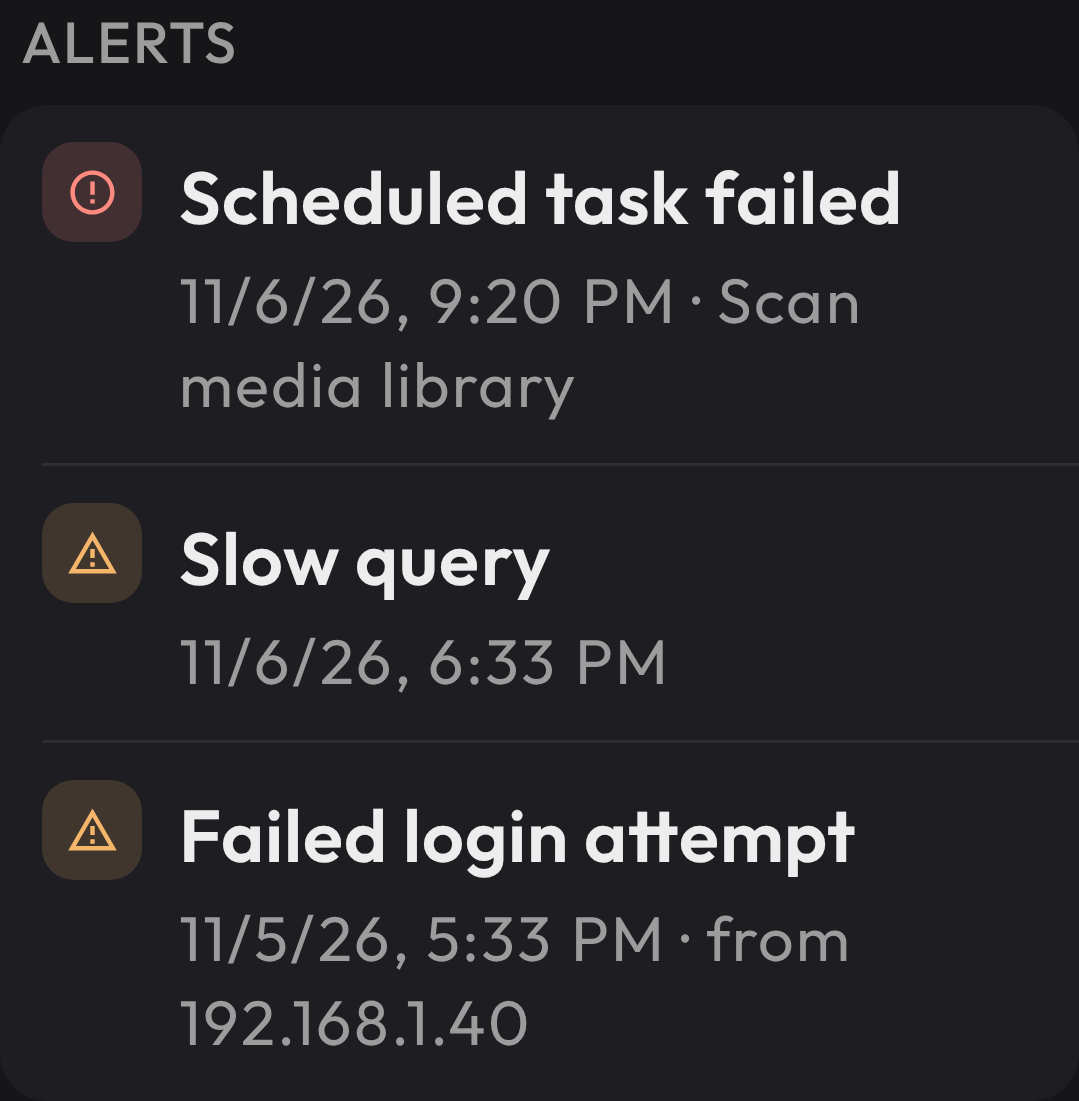 ALERTS
Scheduled task failed
11/6/26, 9:20 PM · Scan
media library
Slow query
11/6/26, 6:33 PM
Failed login attempt
11/5/26, 5:33 PM · from
192.168.1.40